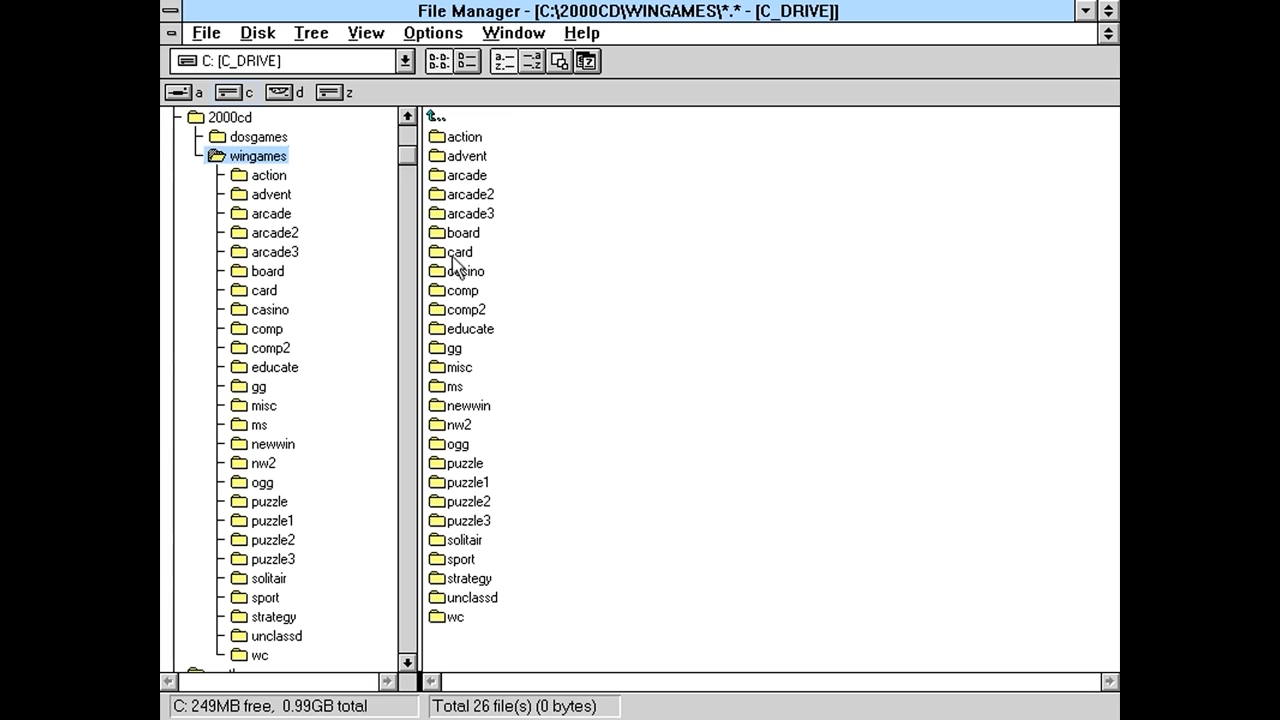 File Manager - [C:\2000CD\WINGAMES\*.* - [C_DRIVE]]
File Disk Tree View Options Window Help
C: [C_DRIVE]
a c d z
2000cd
dosgames
wingames
action
advent
arcade
arcade2
arcade3
board
card
casino
comp
comp2
educate
gg
misc
ms
newwin
nw2
ogg
puzzle
puzzle1
puzzle2
puzzle3
solitair
sport
strategy
unclassd
wc
..
action
advent
arcade
arcade2
arcade3
board
card
casino
comp
comp2
educate
gg
misc
ms
newwin
nw2
ogg
puzzle
puzzle1
puzzle2
puzzle3
solitair
sport
strategy
unclassd
wc
C: 249MB free, 0.99GB total
Total 26 file(s) (0 bytes)